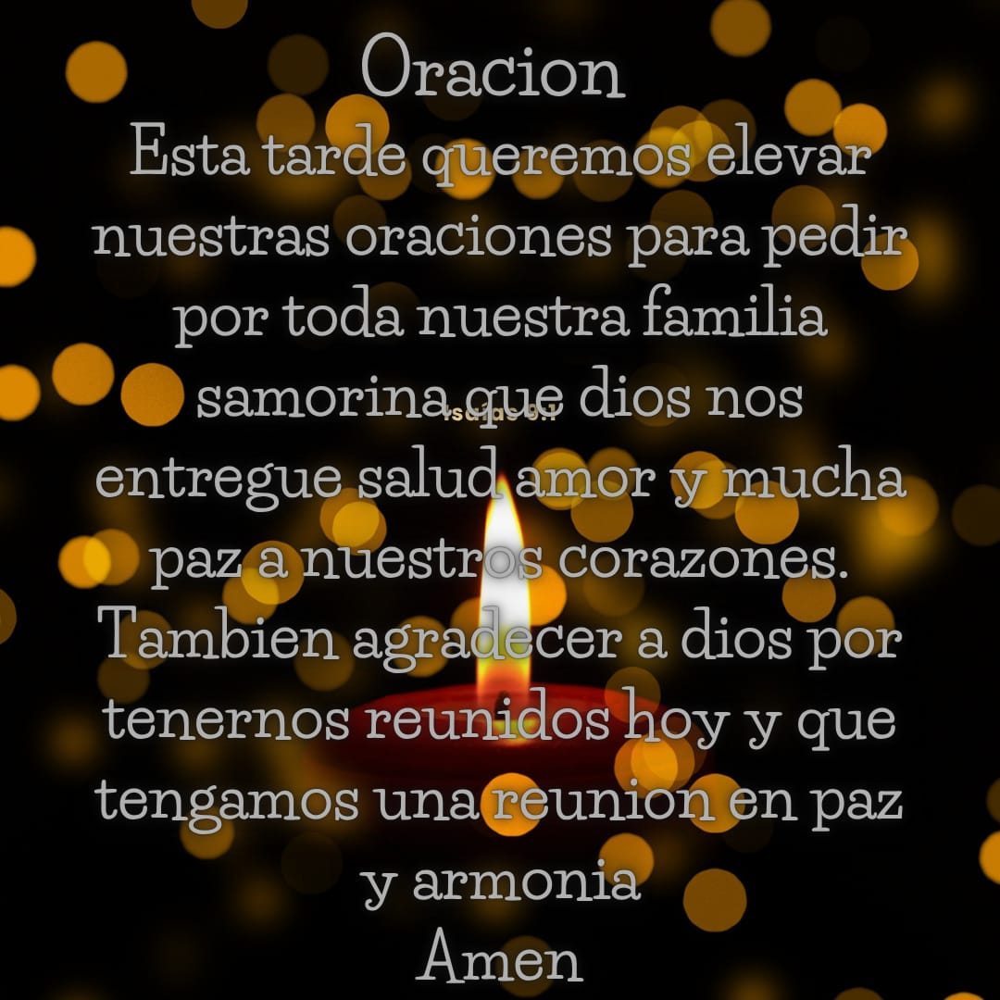 Oracion
Esta tarde queremos elevar
nuestras oraciones para pedir
por toda nuestra familia
samorina que dios nos
Isaías 9:1
entregue salud amor y mucha
paz a nuestros corazones.
Tambien agradecer a dios por
tenernos reunidos hoy y que
tengamos una reunion en paz
y armonia
Amen